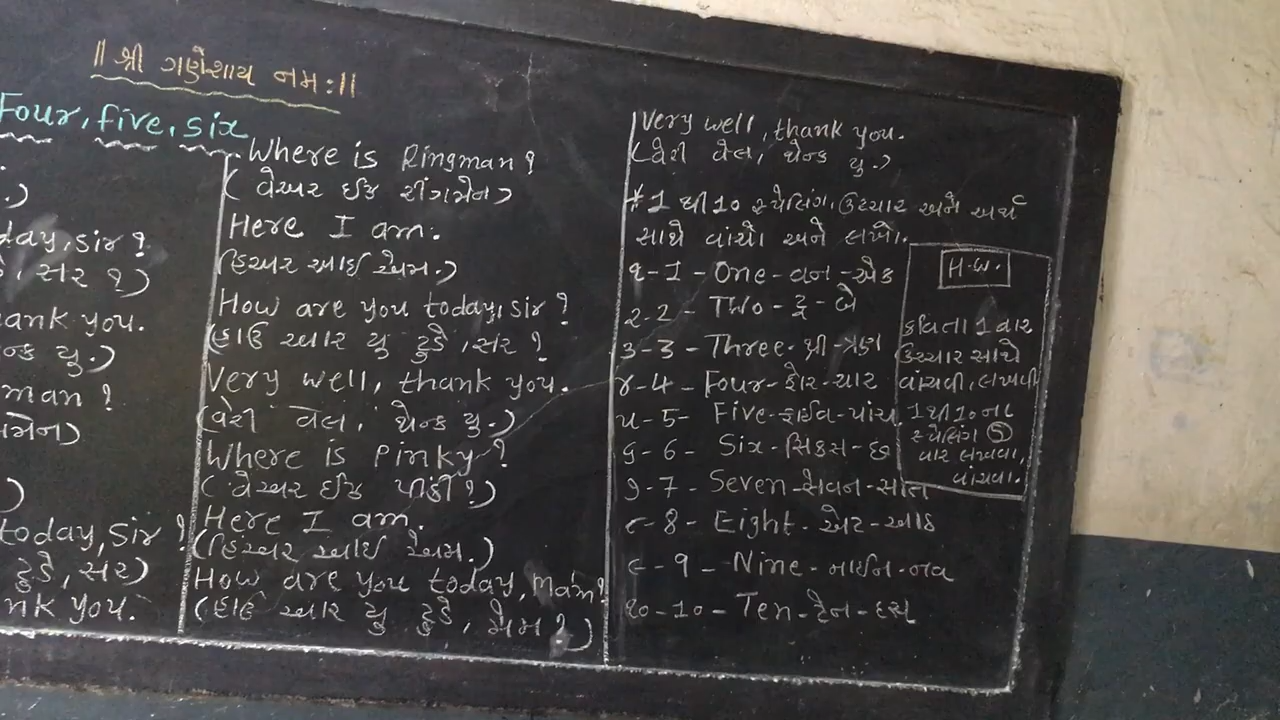 ॥ શ્રી ગણેશાય નમઃ ॥
Four, five, six
.)
day, sir ?
, સર ?)
ank you.
ન્ક યુ.)
man ?
ગમેન)
)
today, Sir ?
ટુડે, સર)
nk you.
Where is Ringman ?
(વેઅર ઈઝ રીંગમેન)
Here I am.
(હિઅર આઈ એમ.)
How are you today, sir ?
(હાઉ આર યુ ટુડે, સર ?
Very well, thank you.
(વેરી વેલ, થેન્ક યુ.)
Where is Pinky ?
(વેઅર ઈઝ પીંકી ?)
Here I am.
(હિઅર આઈ એમ.)
How are you today, Mam ?
(હાઉ આર યુ ટુડે, મેમ ?)
Very well, thank you.
(વેરી વેલ, થેન્ક યુ.)
* 1 થી 10 સ્પેલિંગ, ઉચ્ચાર અને અર્થ
સાથે વાંચો અને લખો.
૧ - 1 - One - વન - એક
૨ - 2 - Two - ટુ - બે
૩ - 3 - Three - થ્રી - ત્રણ
૪ - 4 - Four - ફોર - ચાર
૫ - 5 - Five - ફાઈવ - પાંચ
૬ - 6 - Six - સિક્સ - છ
૭ - 7 - Seven - સેવન - સાત
૮ - 8 - Eight - એટ - આઠ
૯ - 9 - Nine - નાઈન - નવ
૧૦ - 10 - Ten - ટેન - દસ
H.W.
કવિતા 1 વાર
ઉચ્ચાર સાથે
વાંચવી, લખવી
1 થી 10 ના
સ્પેલિંગ ⑤
વાર લખવા,
વાંચવા.